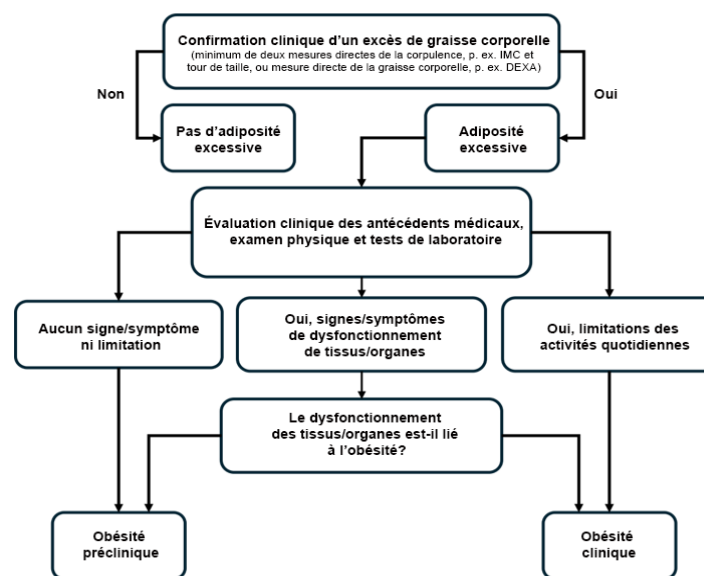 Confirmation clinique d’un excès de graisse corporelle
(minimum de deux mesures directes de la corpulence, p. ex. IMC et
tour de taille, ou mesure directe de la graisse corporelle, p. ex. DEXA)
Non
Oui
Pas d’adiposité
excessive
Adiposité
excessive
Évaluation clinique des antécédents médicaux,
examen physique et tests de laboratoire
Aucun signe/symptôme
ni limitation
Oui, signes/symptômes
de dysfonctionnement
de tissus/organes
Oui, limitations des
activités quotidiennes
Le dysfonctionnement
des tissus/organes est-il lié
à l’obésité?
Obésité
préclinique
Obésité
clinique